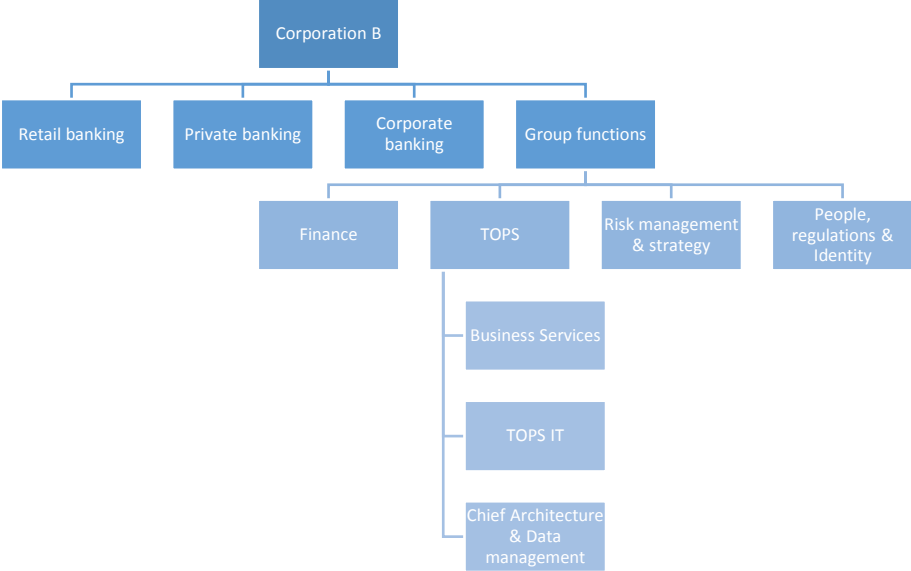 Corporation B
Retail banking
Private banking
Corporate
banking
Group functions
Finance
TOPS
Risk management
& strategy
People,
regulations &
Identity
Business Services
TOPS IT
Chief Architecture
& Data
management